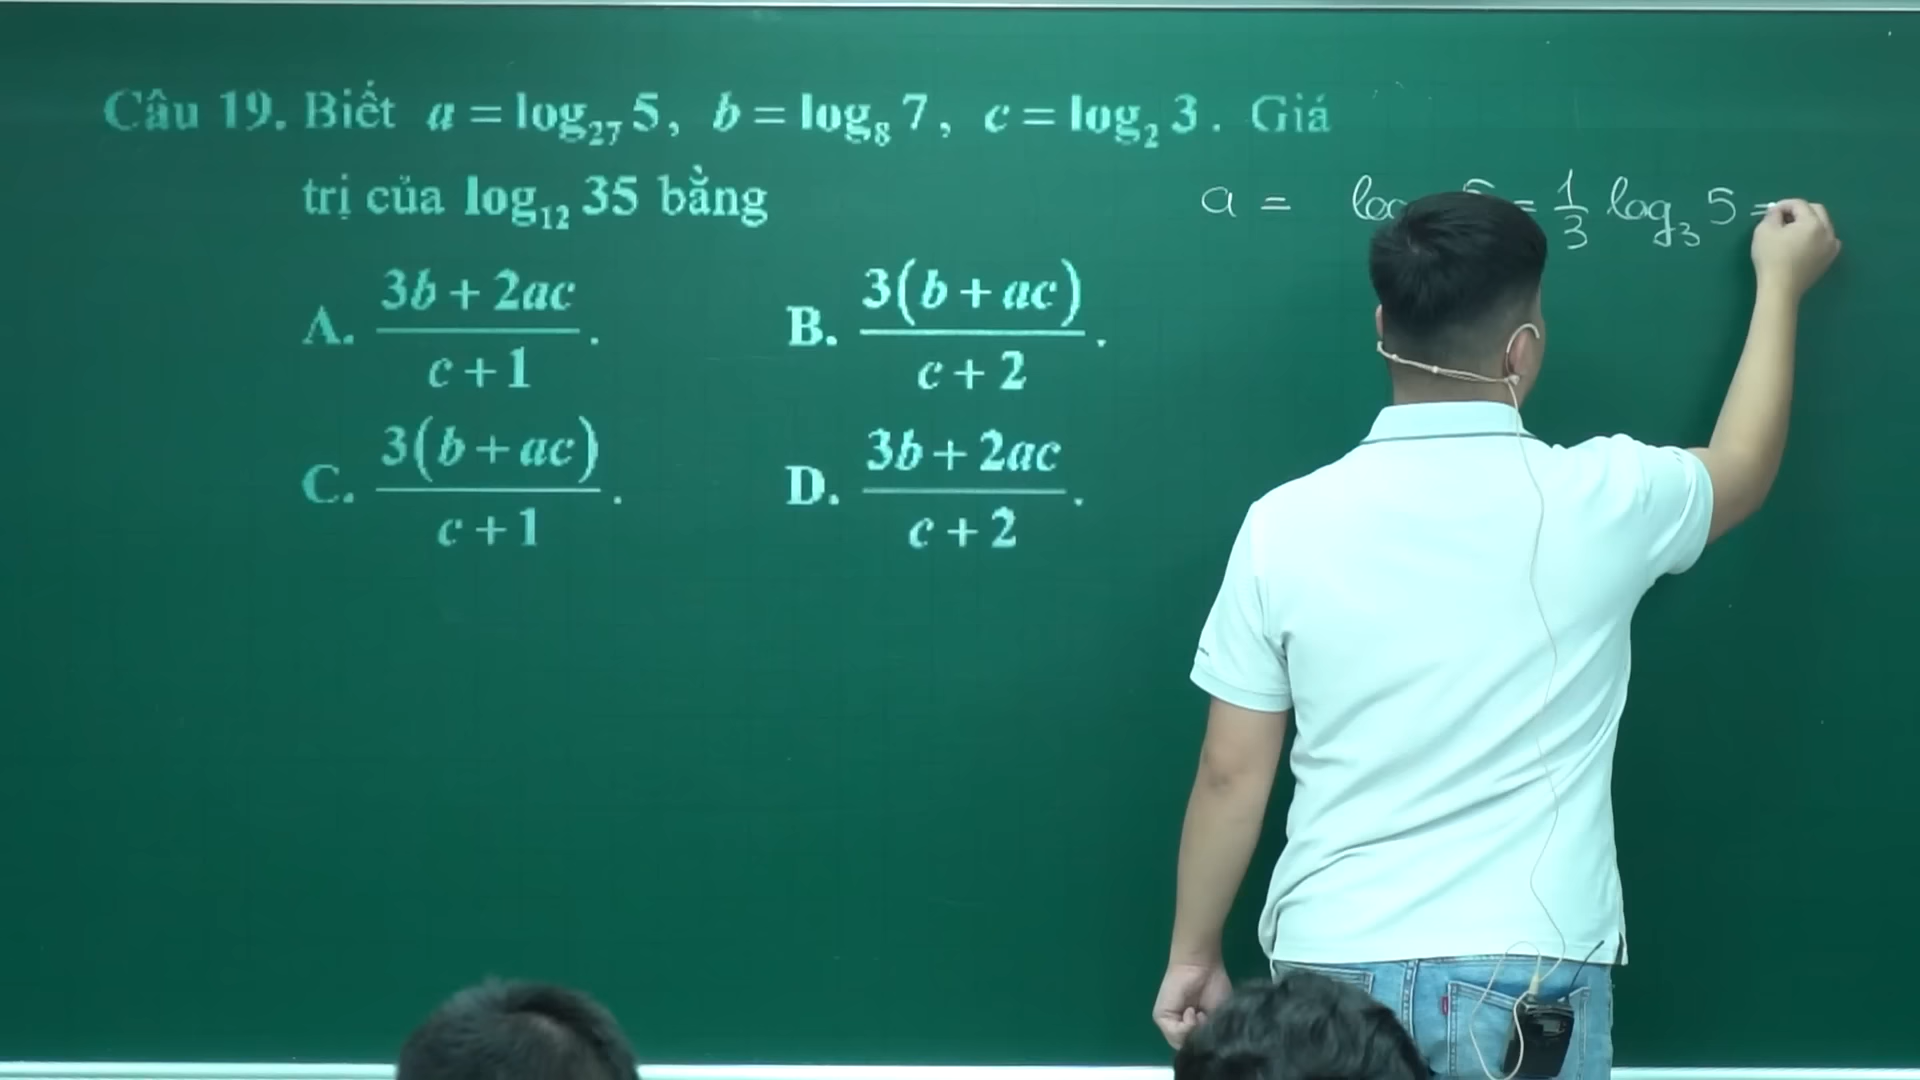 Câu 19. Biết a = log₂₇ 5, b = log₈ 7, c = log₂ 3. Giá
trị của log₁₂ 35 bằng
A. (3b + 2ac)/(c + 1). B. (3(b + ac))/(c + 2).
C. (3(b + ac))/(c + 1). D. (3b + 2ac)/(c + 2).
a = = 1/3 log₃ 5 =